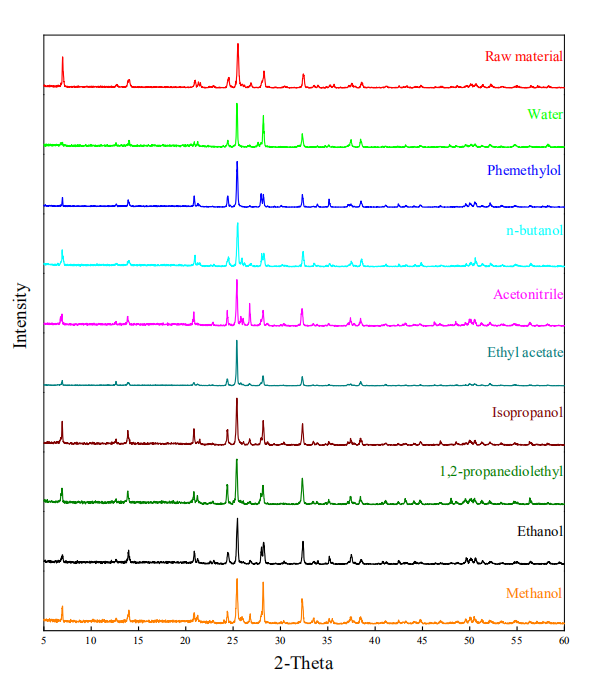 Raw material
Water
Phemethylol
n-butanol
Acetonitrile
Ethyl acetate
Isopropanol
1,2-propanediolethyl
Ethanol
Methanol
Intensity
5 10 15 20 25 30 35 40 45 50 55 60
2-Theta